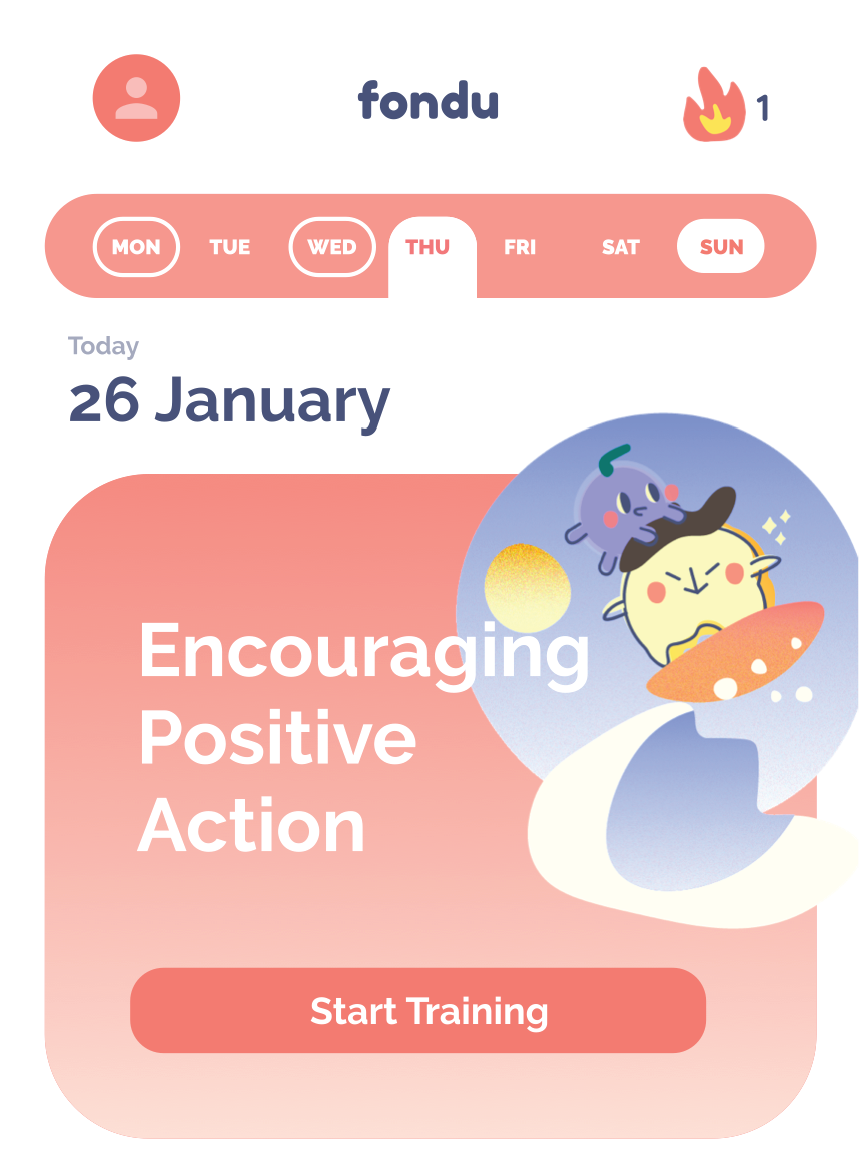 fondu
1
MON TUE WED THU FRI SAT SUN
Today
26 January
Encouraging
Positive
Action
Start Training